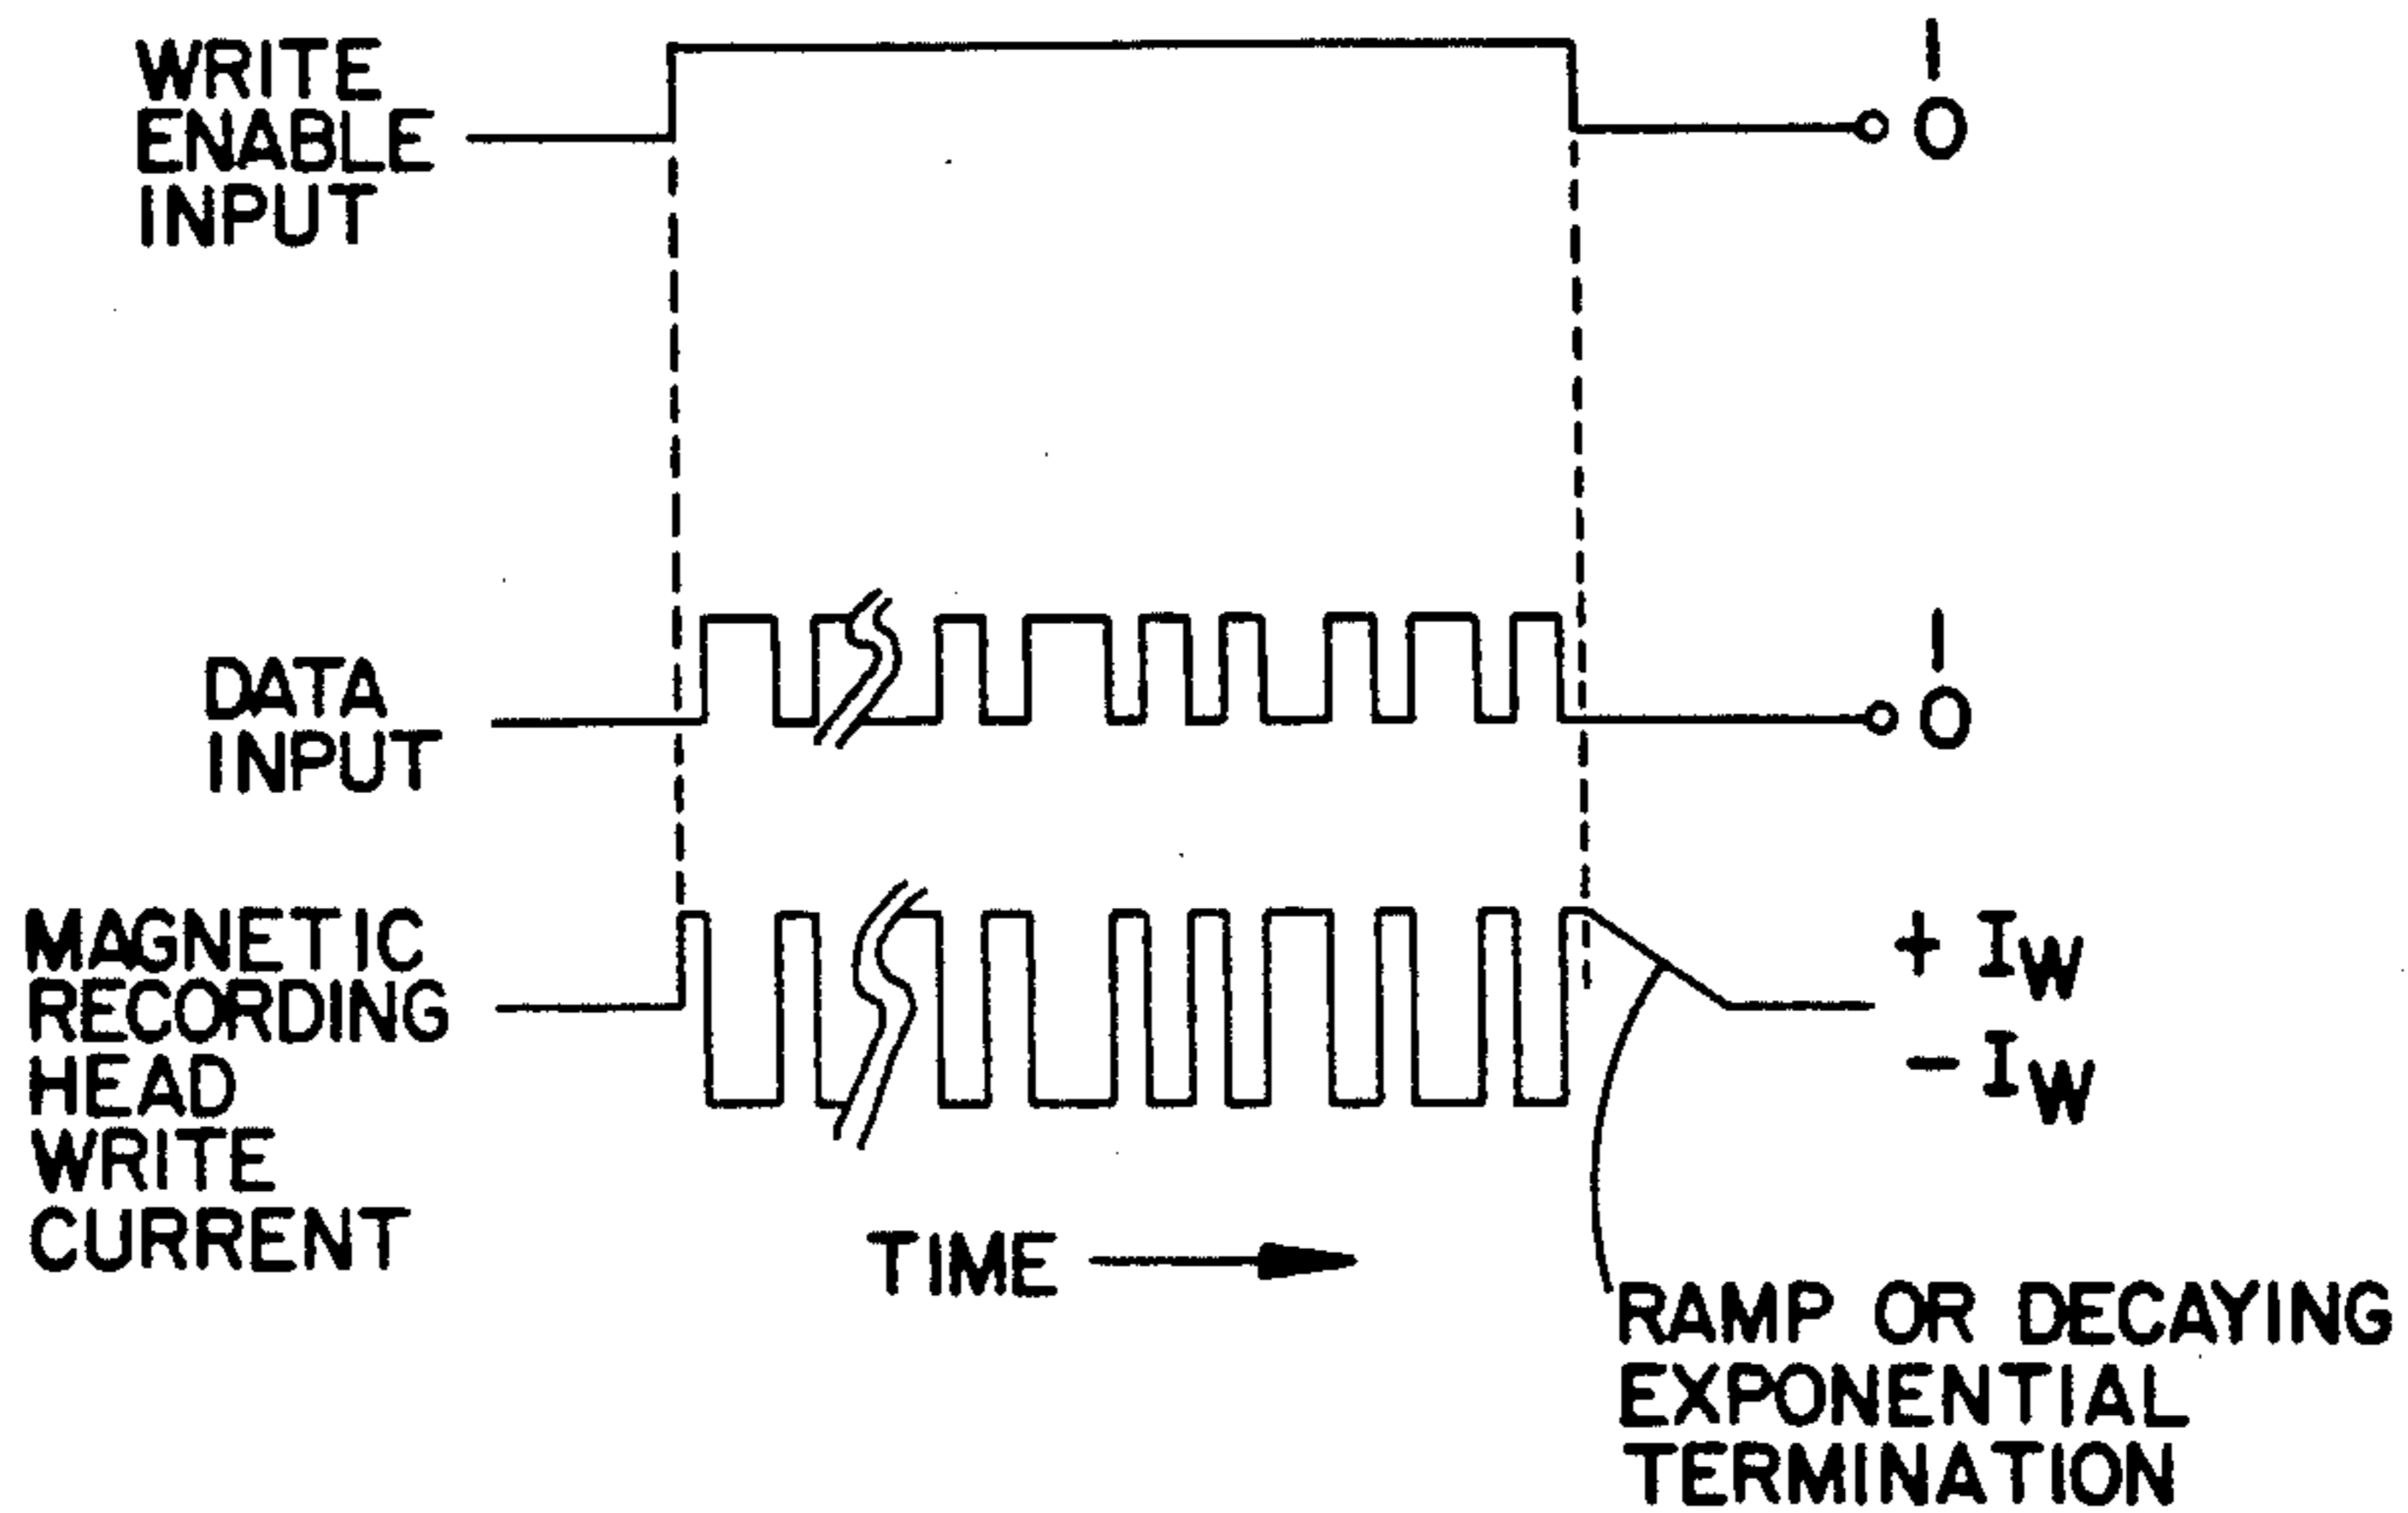 WRITE
ENABLE
INPUT
1
0
DATA
INPUT
1
0
MAGNETIC
RECORDING
HEAD
WRITE
CURRENT
+ IW
- IW
TIME
RAMP OR DECAYING
EXPONENTIAL
TERMINATION